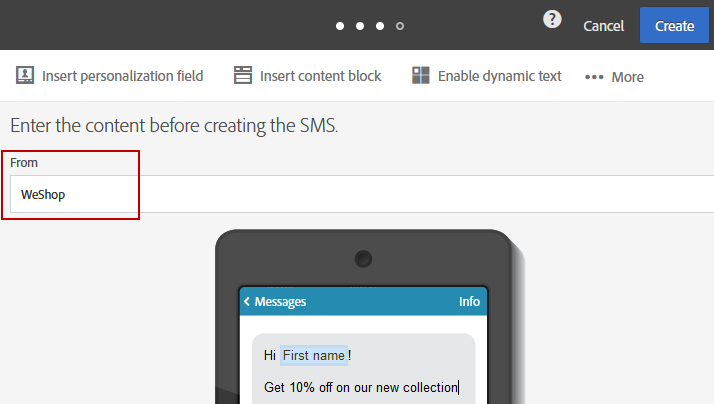 ? Cancel Create
Insert personalization field Insert content block Enable dynamic text ••• More
Enter the content before creating the SMS.
From
WeShop
Messages Info
Hi First name !
Get 10% off on our new collection